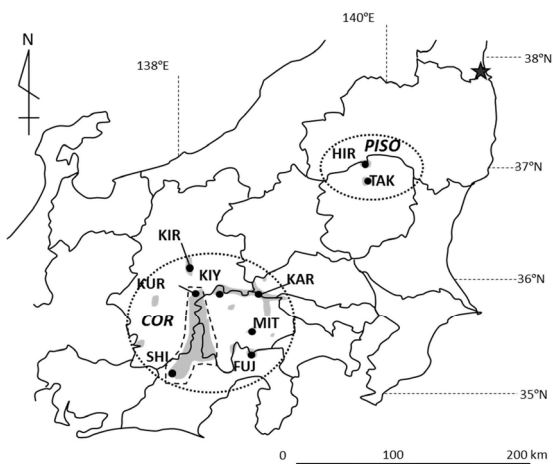 140°E
N
38°N
138°E
PISO
HIR
37°N
TAK
KIR
KIY
KAR
36°N
KUR
COR
MIT
SHI
FUJ
35°N
0 100 200 km